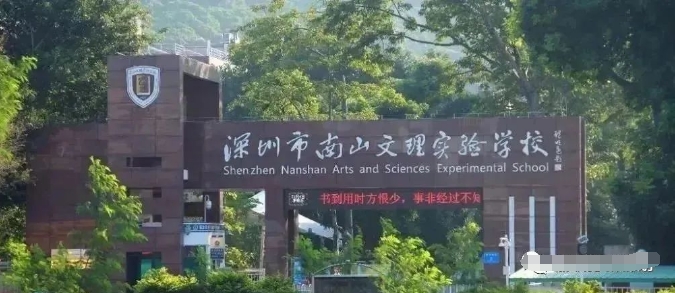 深圳市南山文理实验学校
Shenzhen Nanshan Arts and Sciences Experimental School
书到用时方恨少，事非经过不知